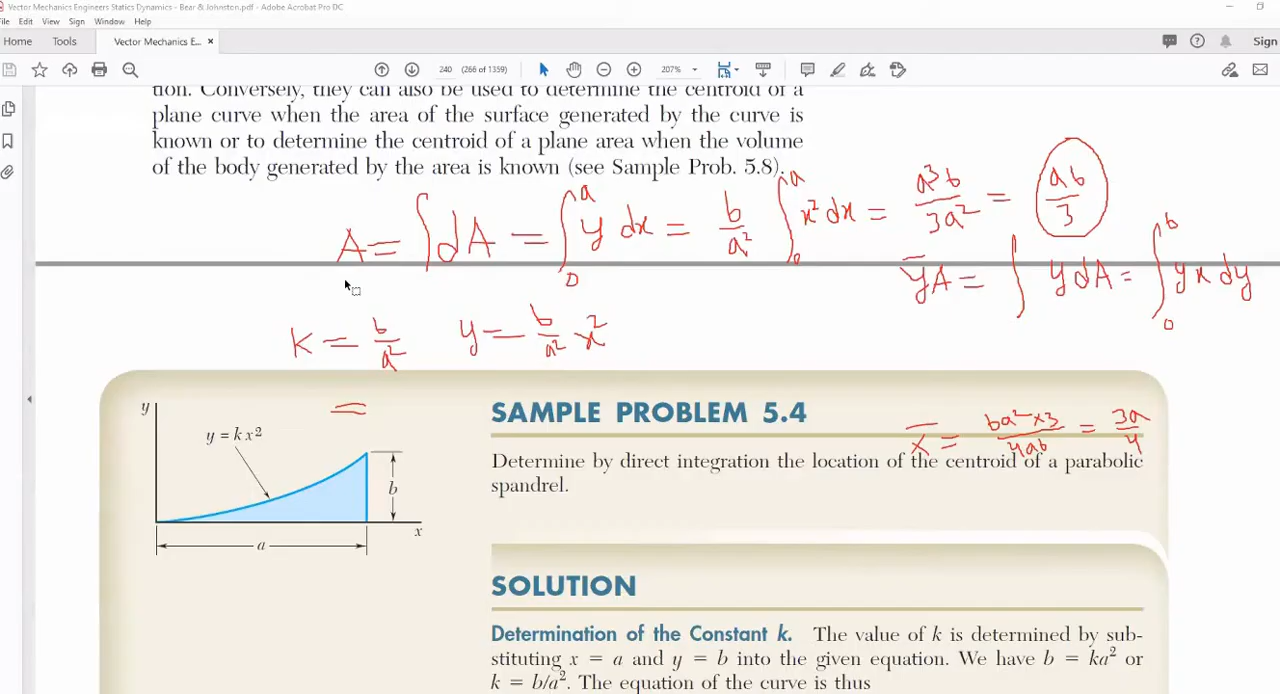 Vector Mechanics Engineers Statics Dynamics - Bear & Johnston.pdf - Adobe Acrobat Pro DC
File Edit View Sign Window Help
Home Tools Vector Mechanics E... × Sign
240 (266 of 1359) 207%
tion. Conversely, they can also be used to determine the centroid of a
plane curve when the area of the surface generated by the curve is
known or to determine the centroid of a plane area when the volume
of the body generated by the area is known (see Sample Prob. 5.8).
A = ∫dA = ∫₀ᵃ y dx = b/a² ∫₀ᵃ x² dx = a³b/3a² = ab/3
y̅A = ∫ y dA = ∫₀ᵇ yx dy
K = b/a² y = b/a² x²
=
SAMPLE PROBLEM 5.4
x̅ = ba²×3/4ab = 3a/4
Determine by direct integration the location of the centroid of a parabolic
spandrel.
y
y = kx²
b
x
a
SOLUTION
Determination of the Constant k. The value of k is determined by sub-
stituting x = a and y = b into the given equation. We have b = ka² or
k = b/a². The equation of the curve is thus